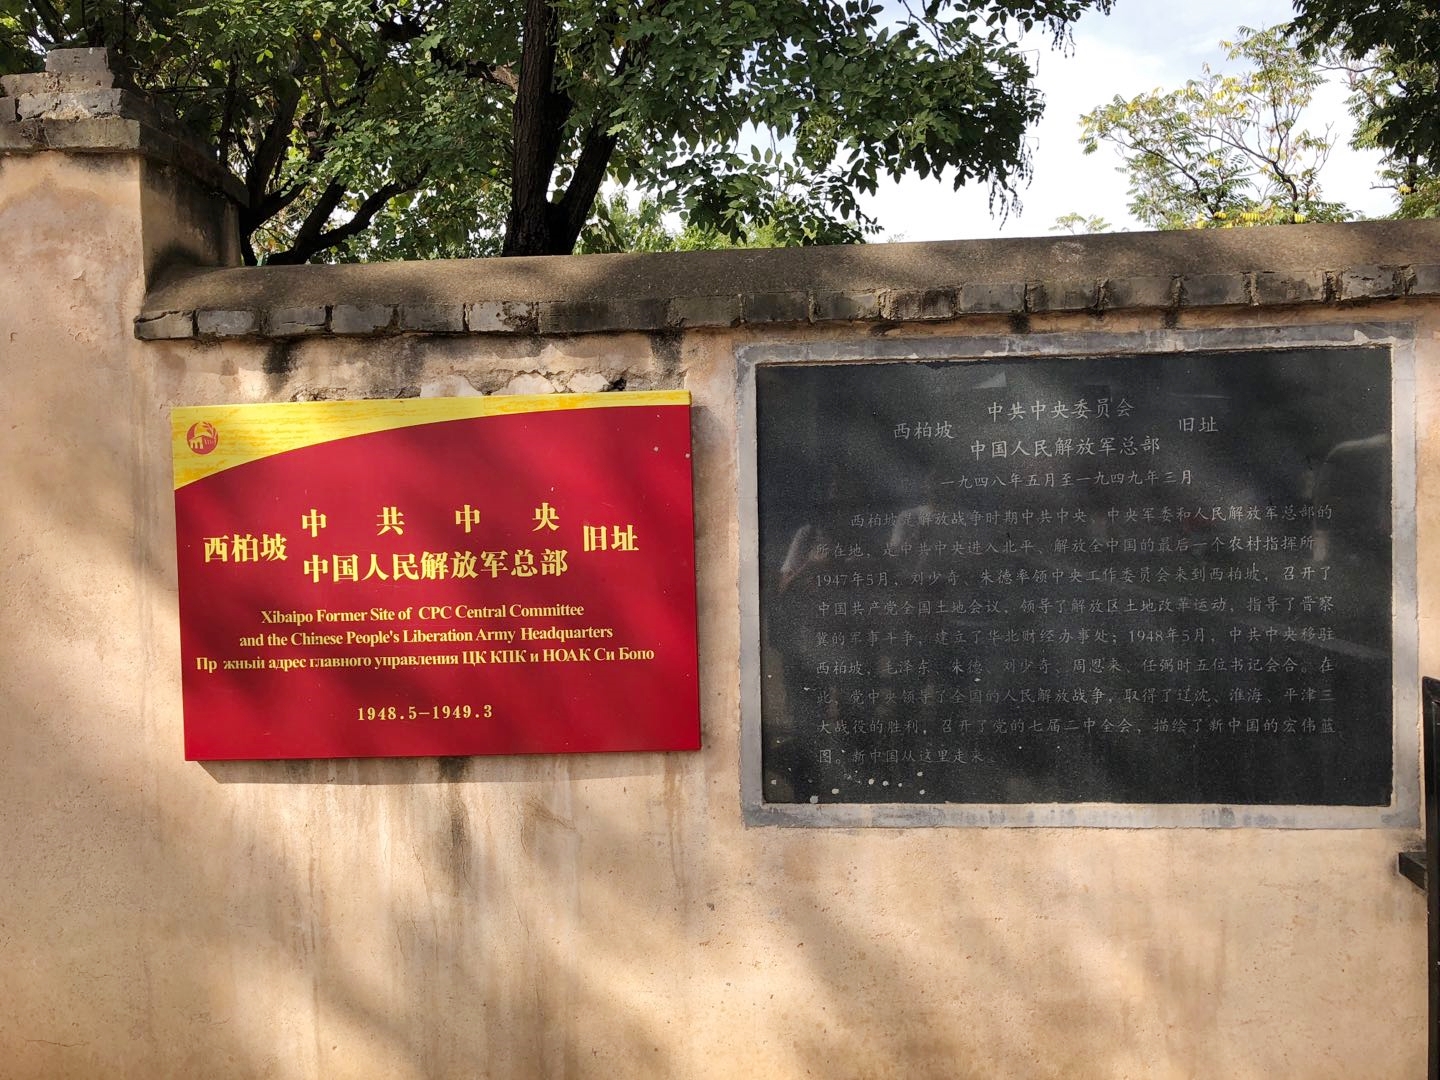 中共中央
西柏坡 旧址
中国人民解放军总部
Xibaipo Former Site of CPC Central Committee
and the Chinese People's Liberation Army Headquarters
Пр жный адрес главного управления ЦК КПК и НОАК Си Бопо
1948.5-1949.3
中共中央委员会
西柏坡 旧址
中国人民解放军总部
一九四八年五月至一九四九年三月
西柏坡是解放战争时期中共中央、中央军委和人民解放军总部的
所在地，是中共中央进入北平、解放全中国的最后一个农村指挥所。
1947年5月，刘少奇、朱德率领中央工作委员会来到西柏坡，召开了
中国共产党全国土地会议，领导了解放区土地改革运动，指导了晋察
冀的军事斗争，建立了华北财经办事处；1948年5月，中共中央移驻
西柏坡，毛泽东、朱德、刘少奇、周恩来、任弼时五位书记会合。在
此，党中央领导了全国的人民解放战争，取得了辽沈、淮海、平津三
大战役的胜利，召开了党的七届二中全会，描绘了新中国的宏伟蓝
图。新中国从这里走来。